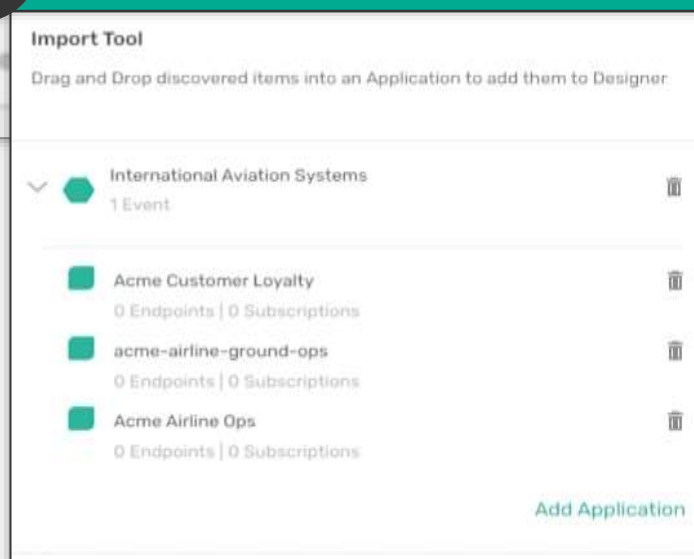 Import Tool
Drag and Drop discovered items into an Application to add them to Designer
International Aviation Systems
1 Event
Acme Customer Loyalty
0 Endpoints | 0 Subscriptions
acme-airline-ground-ops
0 Endpoints | 0 Subscriptions
Acme Airline Ops
0 Endpoints | 0 Subscriptions
Add Application